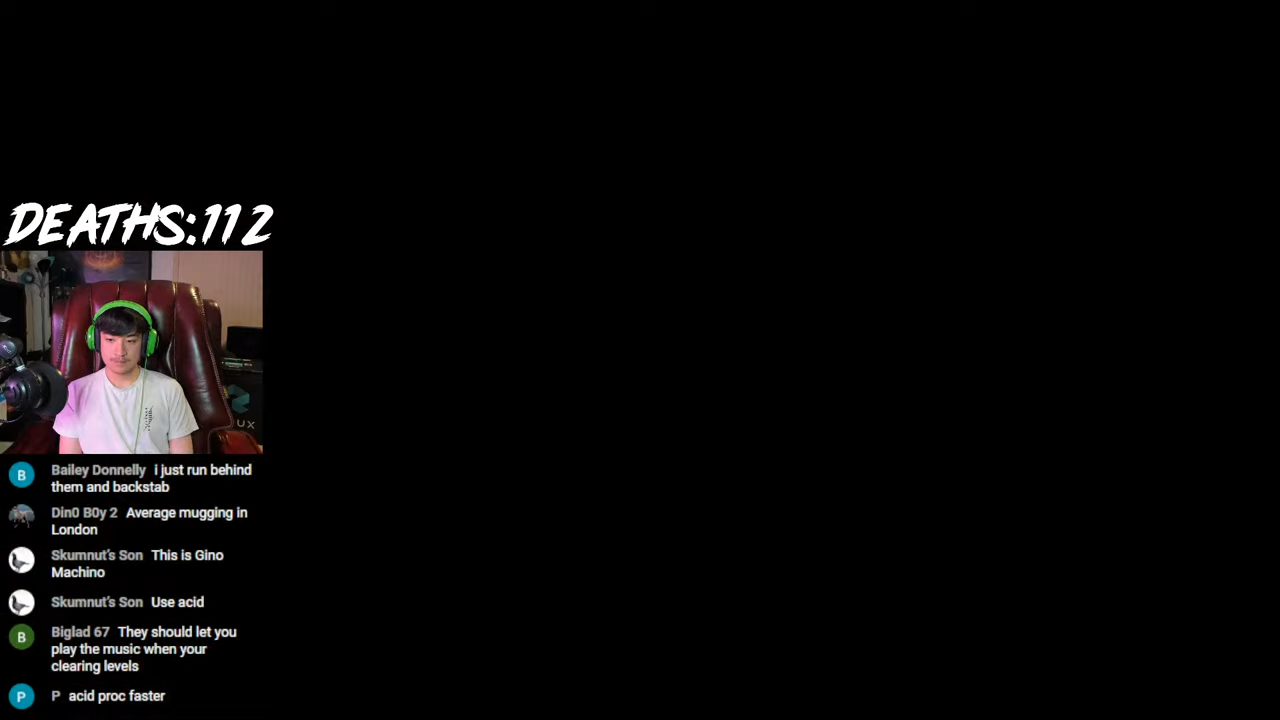 DEATHS:112
UX
Bailey Donnelly i just run behind
them and backstab
Din0 B0y 2 Average mugging in
London
Skumnut's Son This is Gino
Machino
Skumnut's Son Use acid
B
Biglad 67 They should let you
play the music when your
clearing levels
B
P P acid proc faster